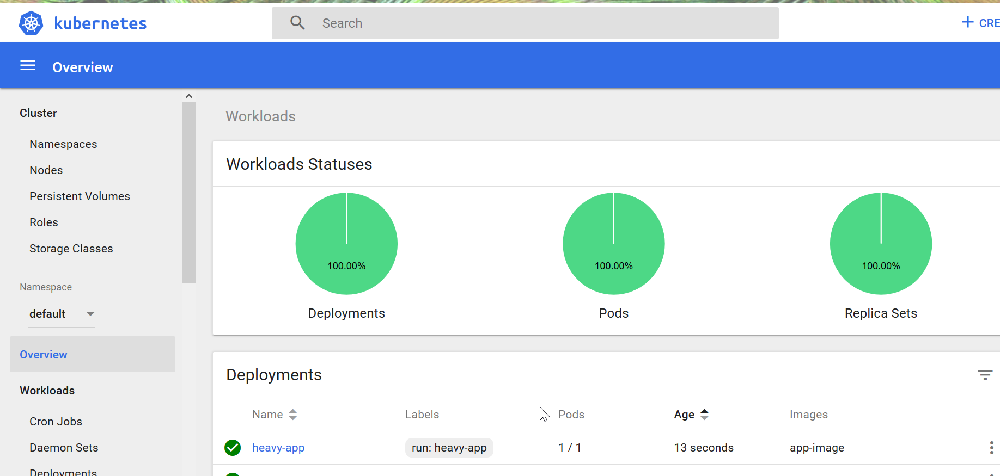 kubernetes
Search
CRE
Overview
Cluster
Namespaces
Nodes
Persistent Volumes
Roles
Storage Classes
Namespace
default
Overview
Workloads
Cron Jobs
Daemon Sets
Deployments
Workloads
Workloads Statuses
100.00%
Deployments
100.00%
Pods
100.00%
Replica Sets
Deployments
Name Labels Pods Age Images
heavy-app run: heavy-app 1 / 1 13 seconds app-image